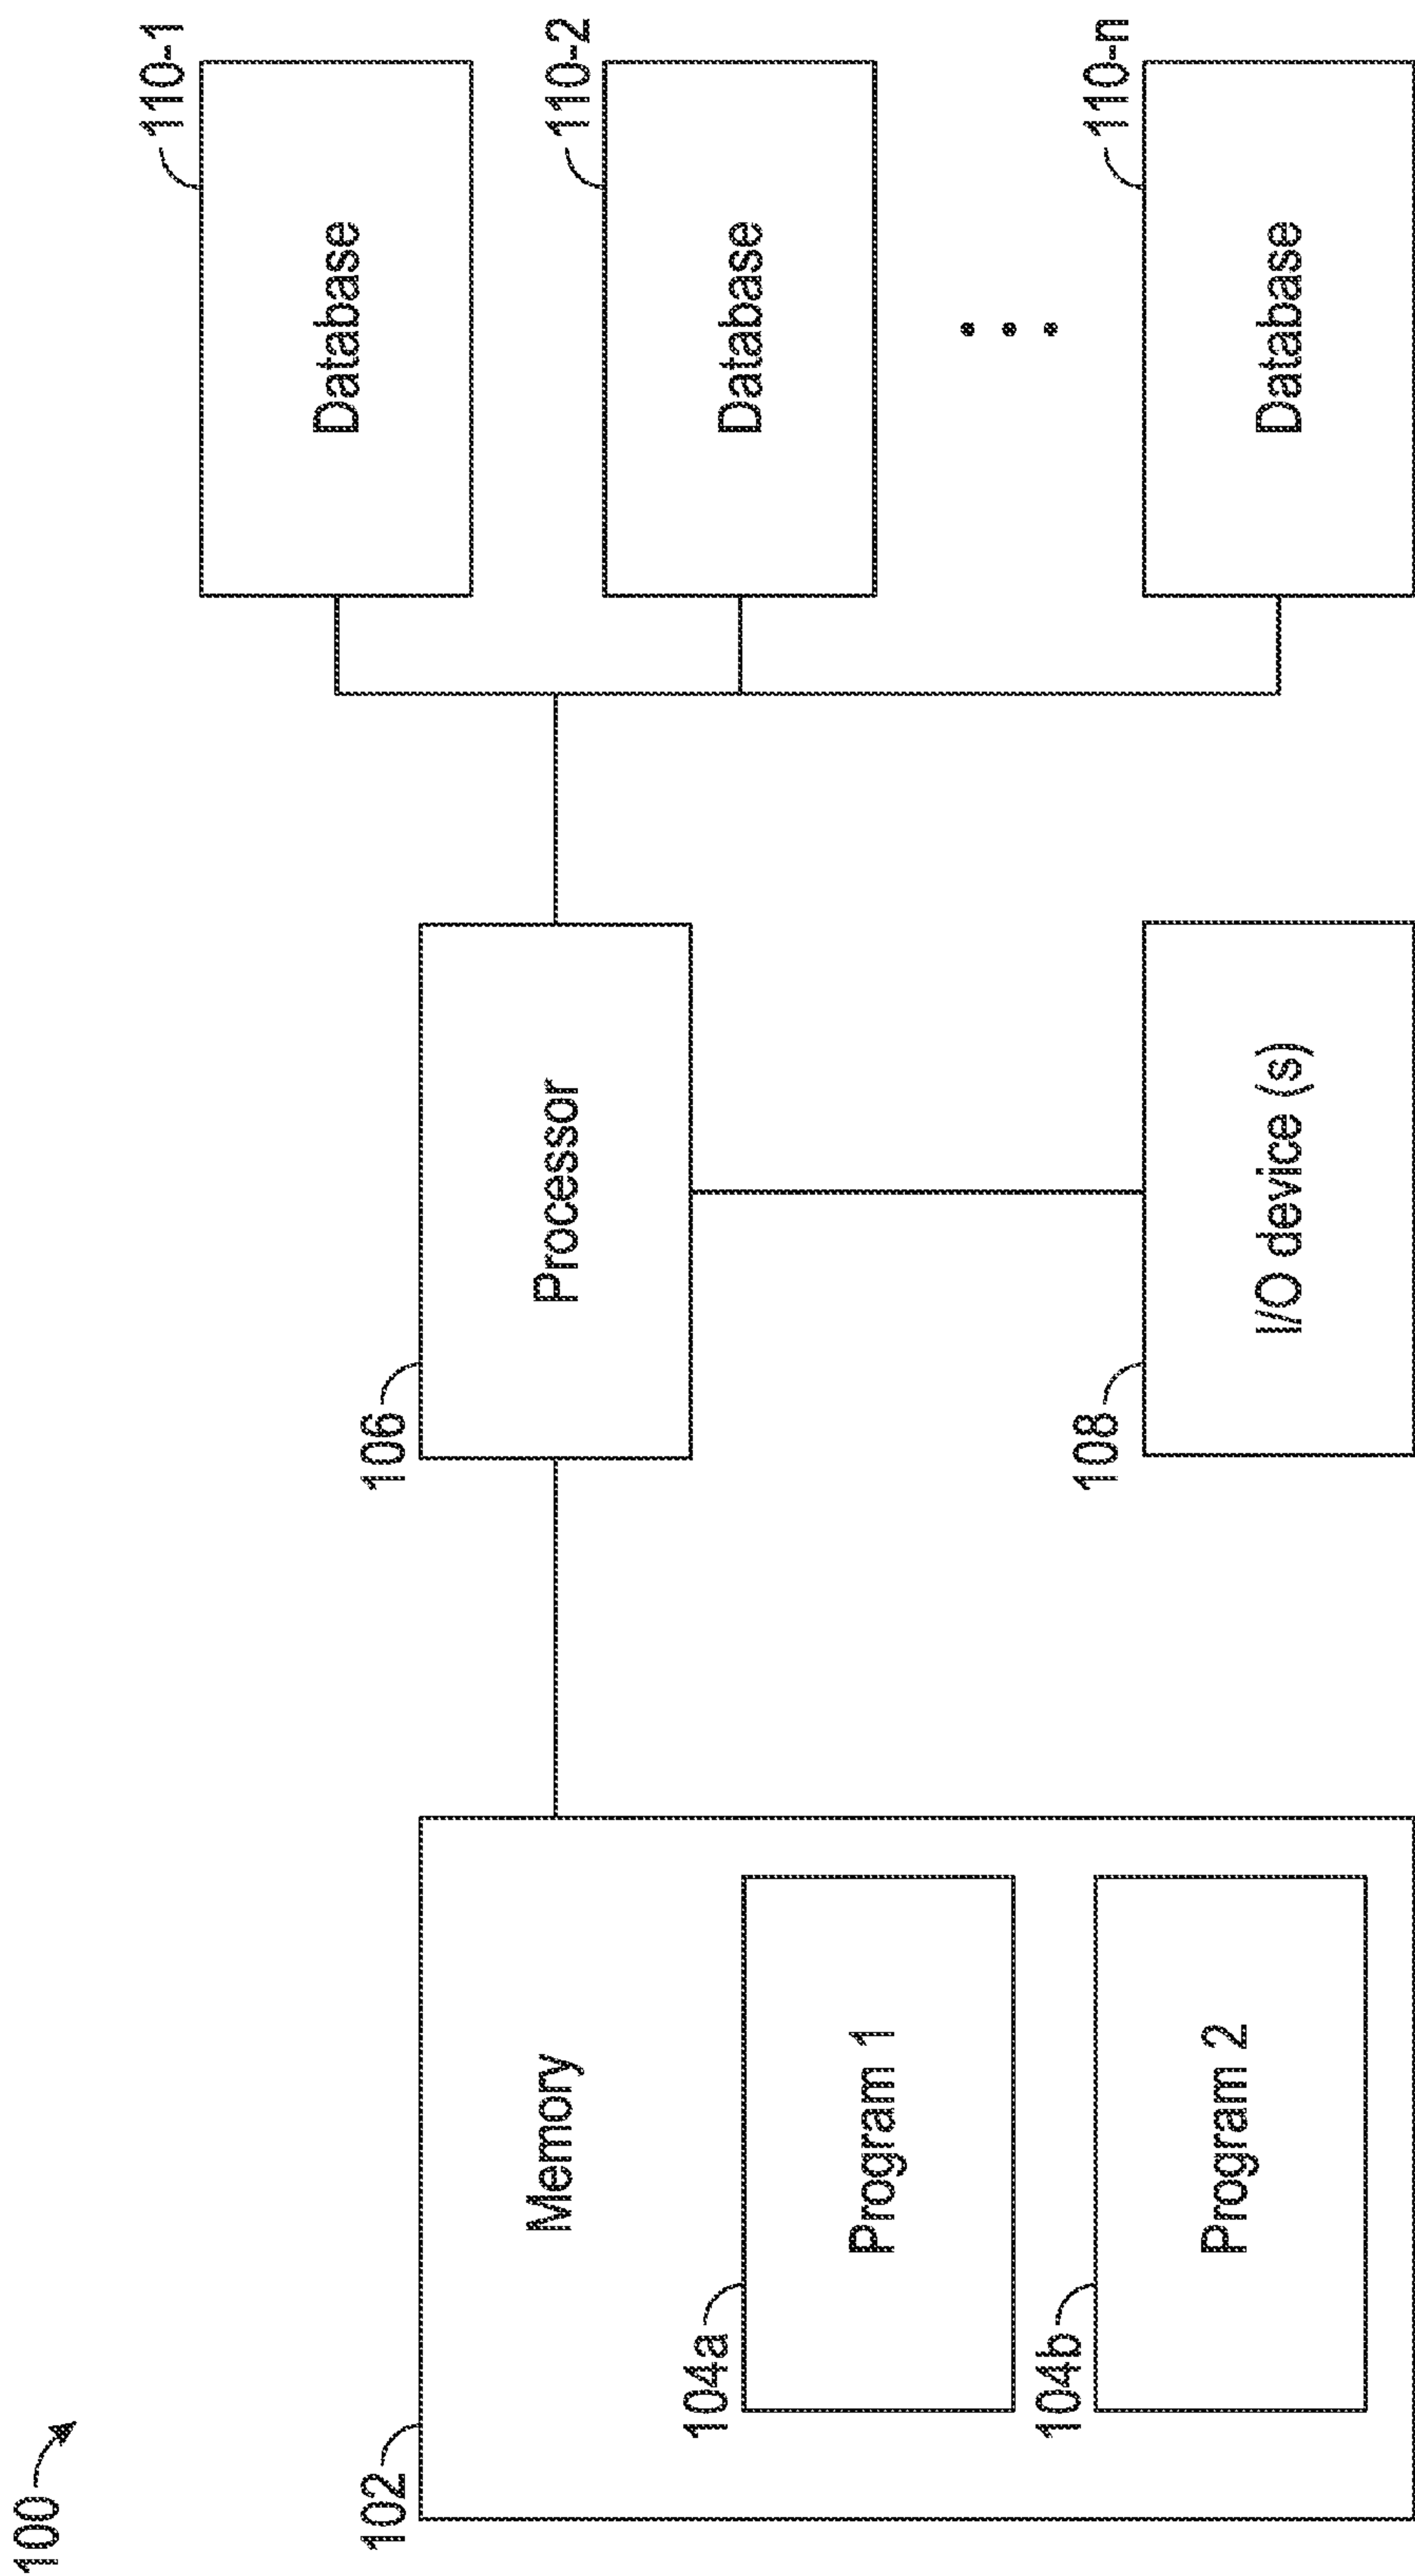 100
102
Memory
104a
Program 1
104b
Program 2
106
Processor
108
I/O device (s)
110-1
Database
110-2
Database
110-n
Database